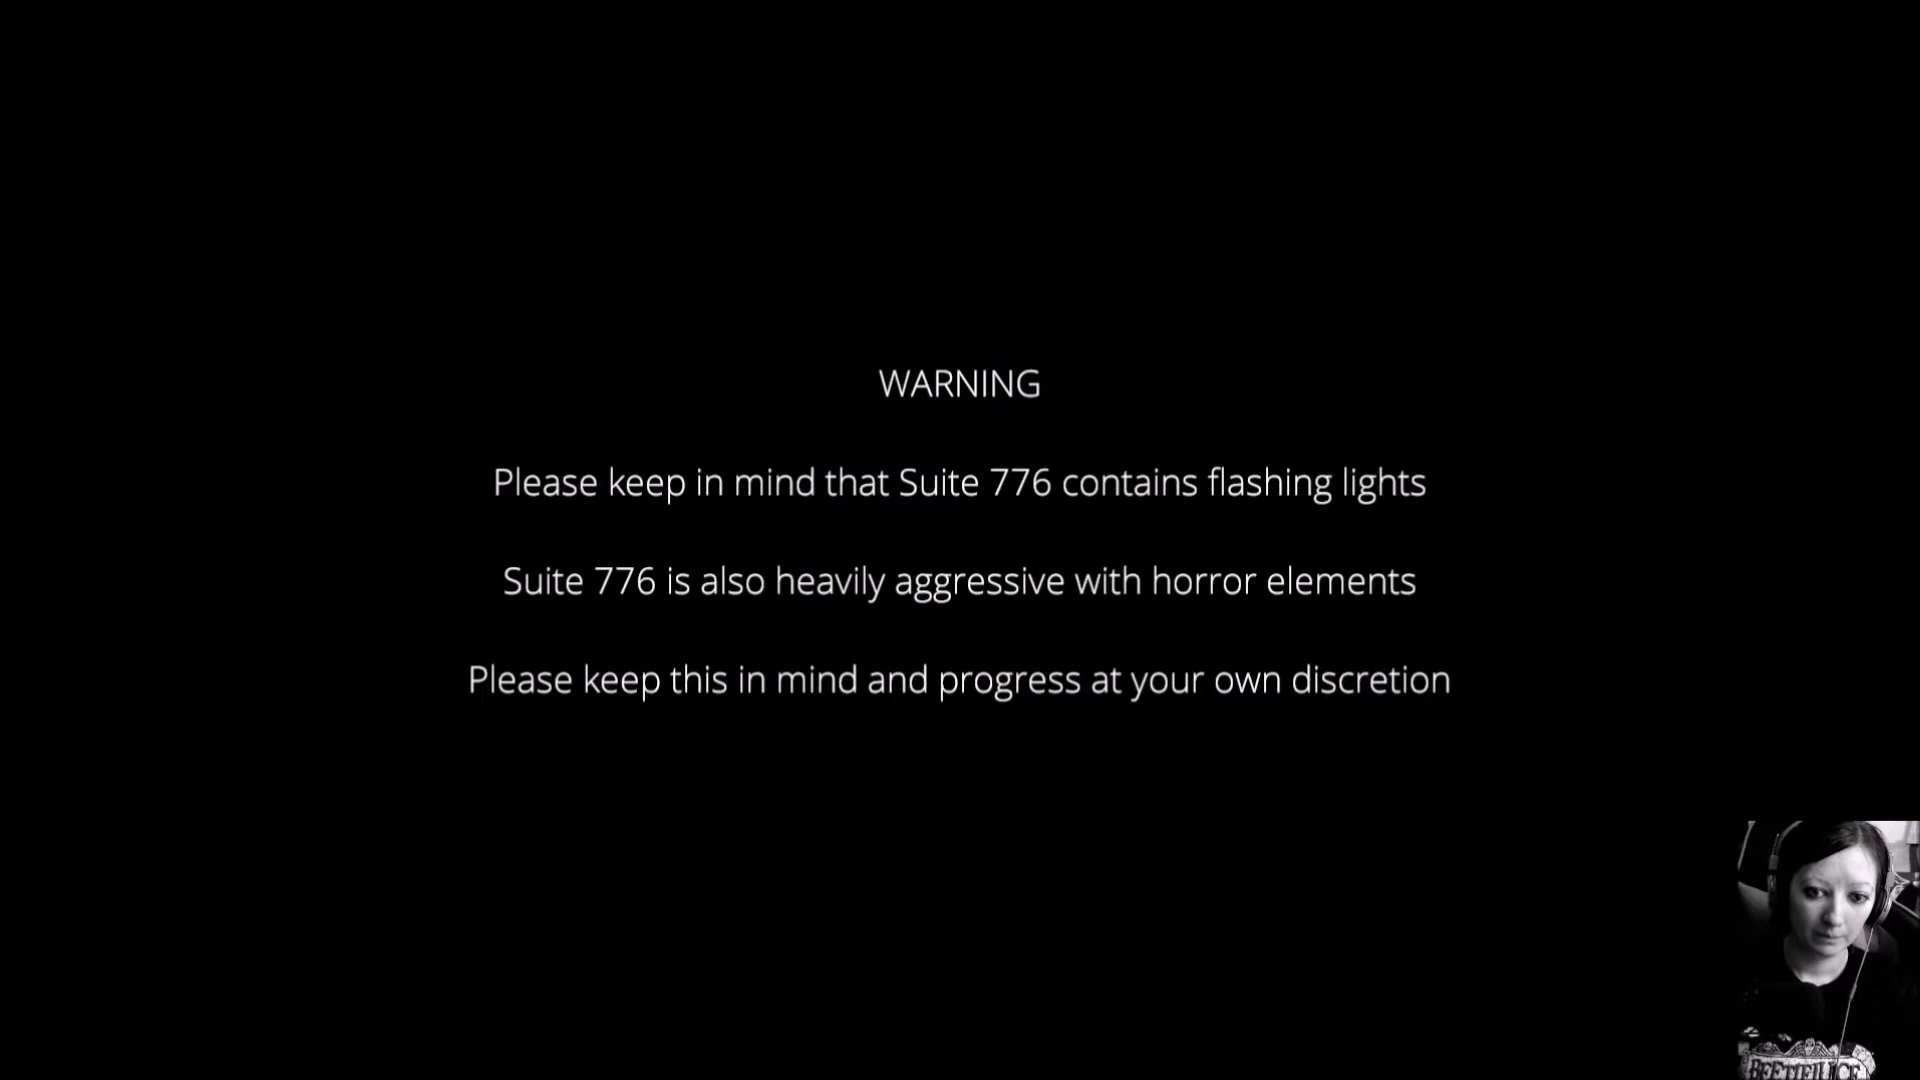 WARNING
Please keep in mind that Suite 776 contains flashing lights
Suite 776 is also heavily aggressive with horror elements
Please keep this in mind and progress at your own discretion
BEETLEJUICE